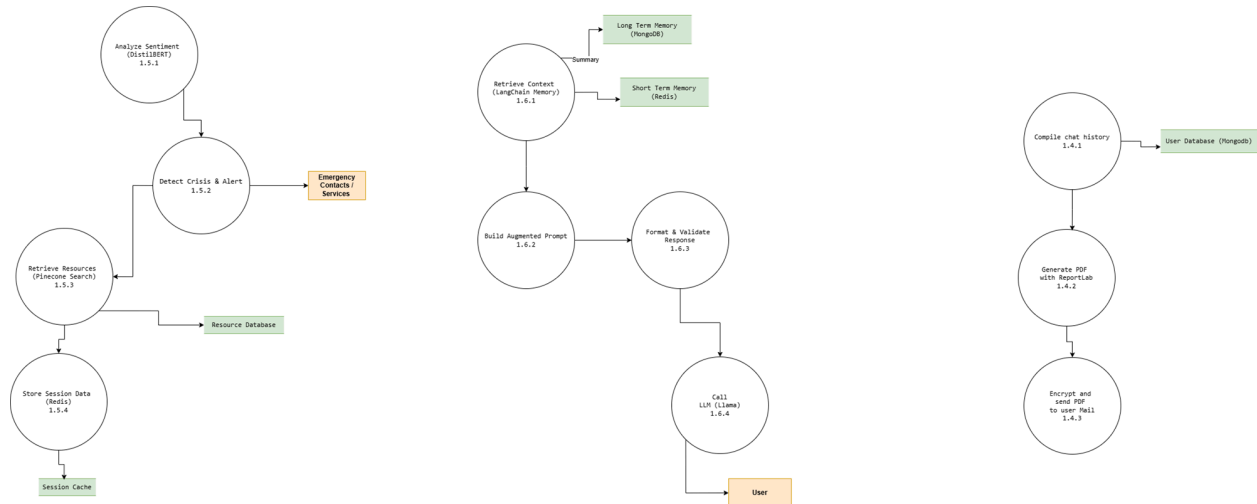 Analyze Sentiment
(DistilBERT)
1.5.1
Detect Crisis & Alert
1.5.2
Emergency
Contacts /
Services
Retrieve Resources
(Pinecone Search)
1.5.3
Resource Database
Store Session Data
(Redis)
1.5.4
Session Cache
Long Term Memory
(MongoDB)
Summary
Retrieve Context
(LangChain Memory)
1.6.1
Short Term Memory
(Redis)
Build Augmented Prompt
1.6.2
Format & Validate
Response
1.6.3
Call
LLM (Llama)
1.6.4
User
Compile chat history
1.4.1
User Database (Mongodb)
Generate PDF
with ReportLab
1.4.2
Encrypt and
send PDF
to user Mail
1.4.3